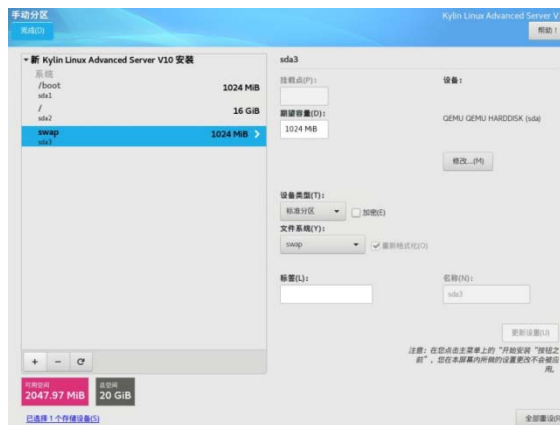 手动分区
Kylin Linux Advanced Server V
完成(D)
帮助!
新 Kylin Linux Advanced Server V10 安装
系统
/boot
1024 MiB
sda1
/
16 GiB
sda2
swap
1024 MiB
sda3
sda3
挂载点(P):
设备:
期望容量(D):
QEMU QEMU HARDDISK (sda)
1024 MiB
修改...(M)
设备类型(T):
标准分区
加密(E)
文件系统(Y):
swap
重新格式化(O)
标签(L):
名称(N):
sda3
更新设置(U)
注意:在您点击主菜单上的“开始安装”按钮之
前”,您在本屏幕内所做的设置更改不会被应
用。
+ −
可用空间
2047.97 MiB
总空间
20 GiB
已选择 1 个存储设备(S)
全部重设(R